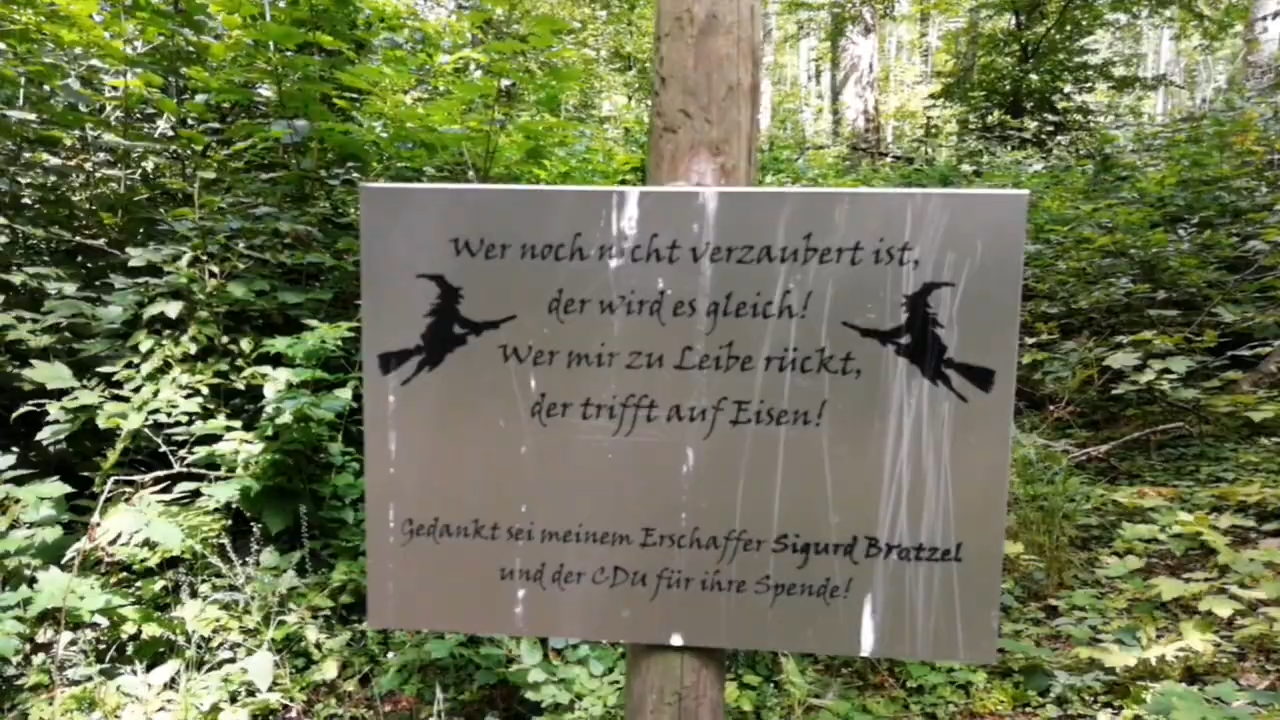 Wer noch nicht verzaubert ist,
der wird es gleich!
Wer mir zu Leibe rückt,
der trifft auf Eisen!
Gedankt sei meinem Erschaffer Sigurd Bratzel
und der CDU für ihre Spende!